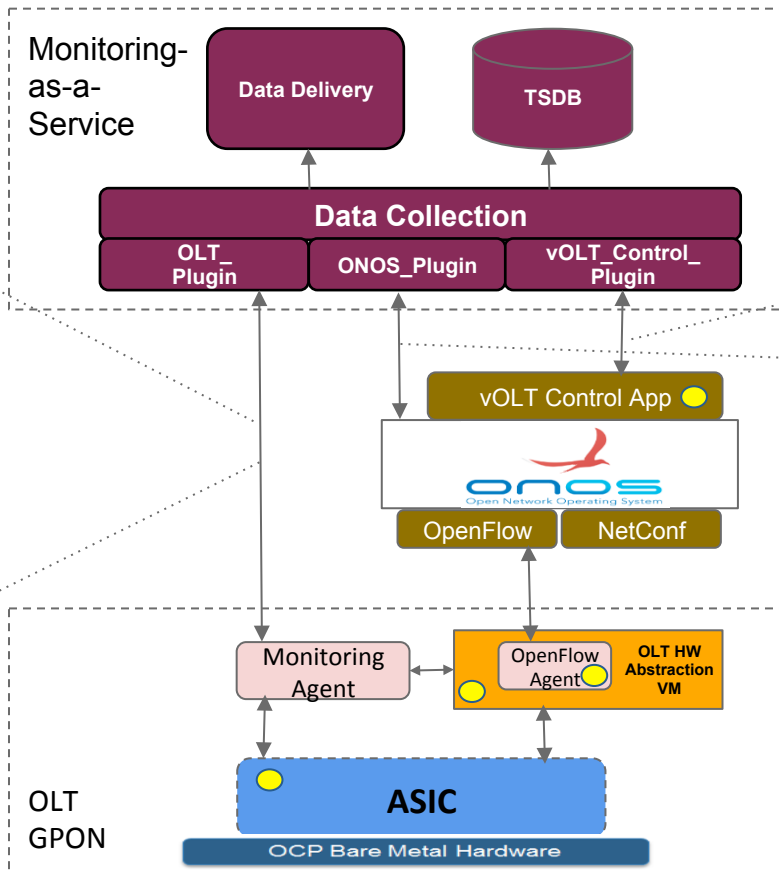 Monitoring-
as-a-
Service
Data Delivery
TSDB
Data Collection
OLT_
Plugin
ONOS_Plugin
vOLT_Control_
Plugin
vOLT Control App
onos
Open Network Operating System
OpenFlow
NetConf
Monitoring
Agent
OpenFlow
Agent
OLT HW
Abstraction
VM
ASIC
OLT
GPON
OCP Bare Metal Hardware